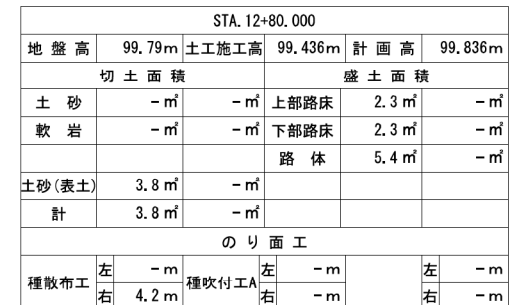 STA.12+80.000
地盤高 99.79m 土工施工高 99.436m 計画高 99.836m
切土面積 盛土面積
土砂 -㎡ -㎡ 上部路床 2.3㎡ -㎡
軟岩 -㎡ -㎡ 下部路床 2.3㎡ -㎡
路体 5.4㎡ -㎡
土砂(表土) 3.8㎡ -㎡
計 3.8㎡ -㎡
のり面工
種散布工 左 -m 種吹付工A 左 -m 左 -m
右 4.2m 右 -m 右 -m